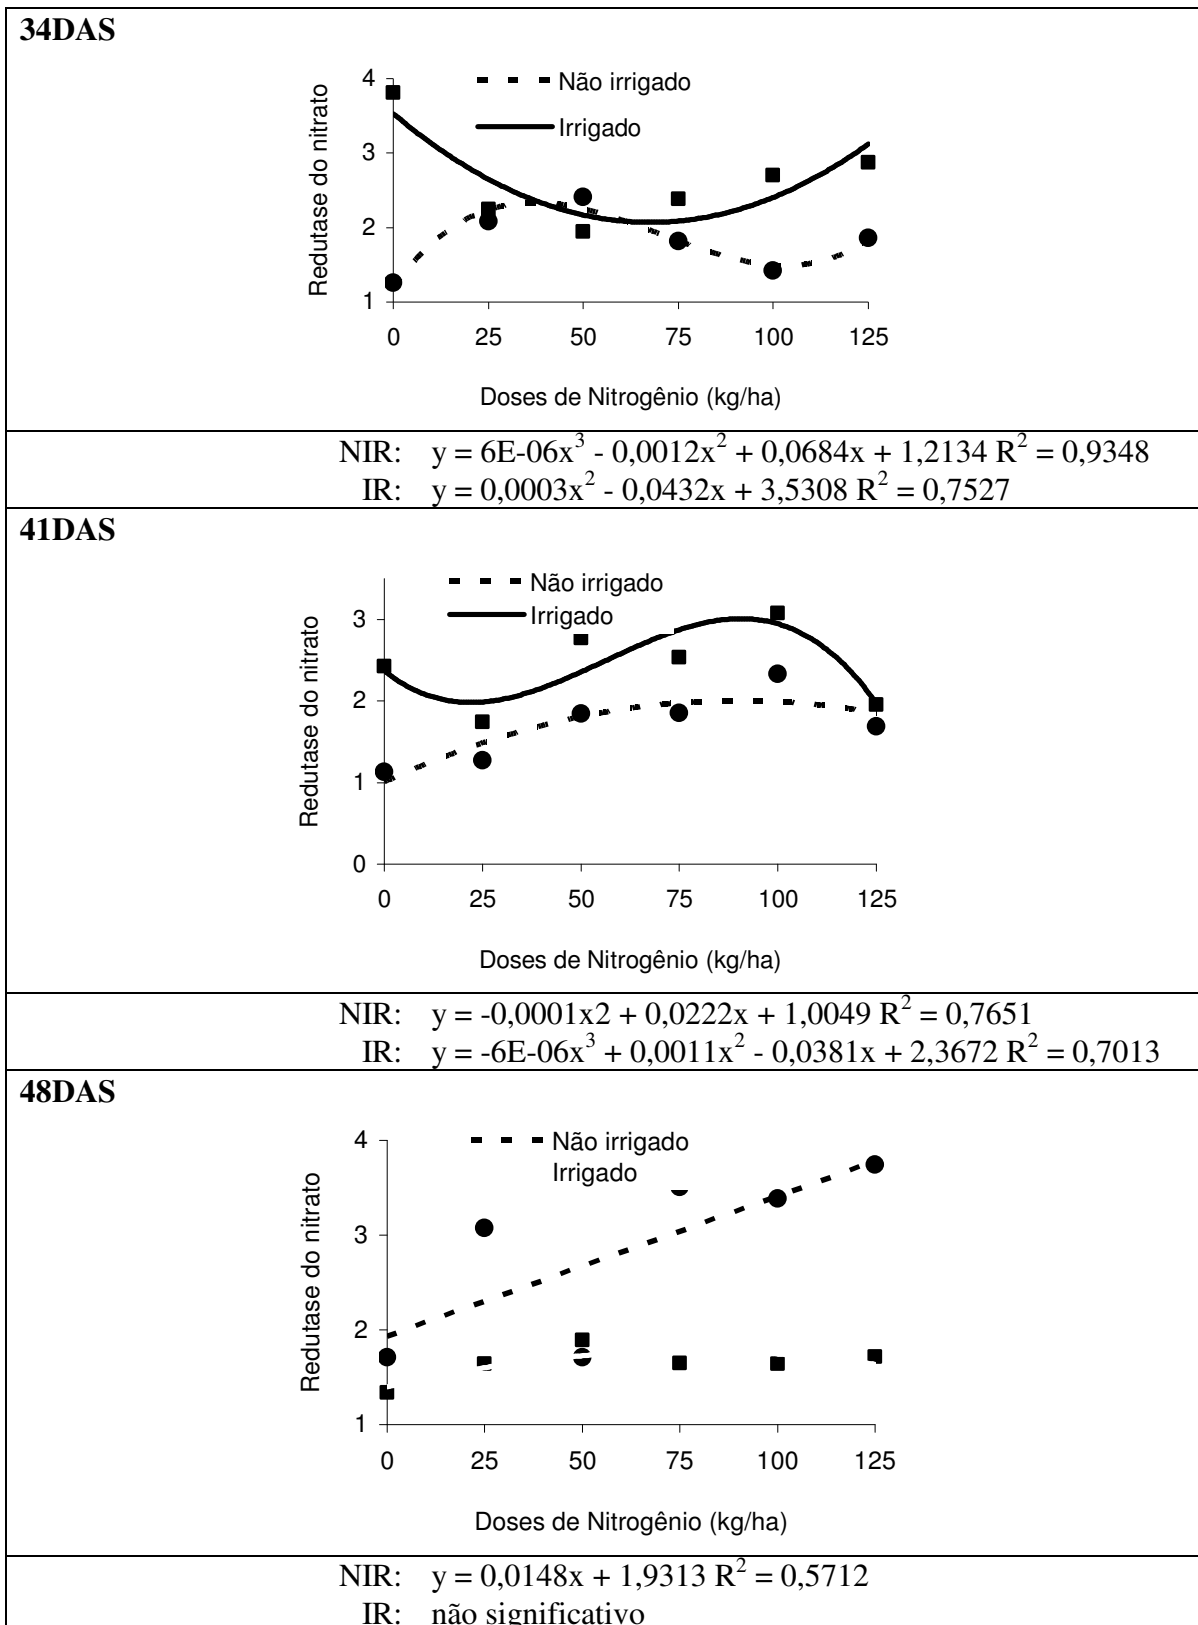 34DAS
Não irrigado
Irrigado
Redutase do nitrato
4
3
2
1
0 25 50 75 100 125
Doses de Nitrogênio (kg/ha)
NIR: y = 6E-06x³ - 0,0012x² + 0,0684x + 1,2134 R² = 0,9348
IR: y = 0,0003x² - 0,0432x + 3,5308 R² = 0,7527
41DAS
Não irrigado
Irrigado
Redutase do nitrato
3
2
1
0
0 25 50 75 100 125
Doses de Nitrogênio (kg/ha)
NIR: y = -0,0001x2 + 0,0222x + 1,0049 R² = 0,7651
IR: y = -6E-06x³ + 0,0011x² - 0,0381x + 2,3672 R² = 0,7013
48DAS
Não irrigado
Irrigado
Redutase do nitrato
4
3
2
1
0 25 50 75 100 125
Doses de Nitrogênio (kg/ha)
NIR: y = 0,0148x + 1,9313 R² = 0,5712
IR: não significativo